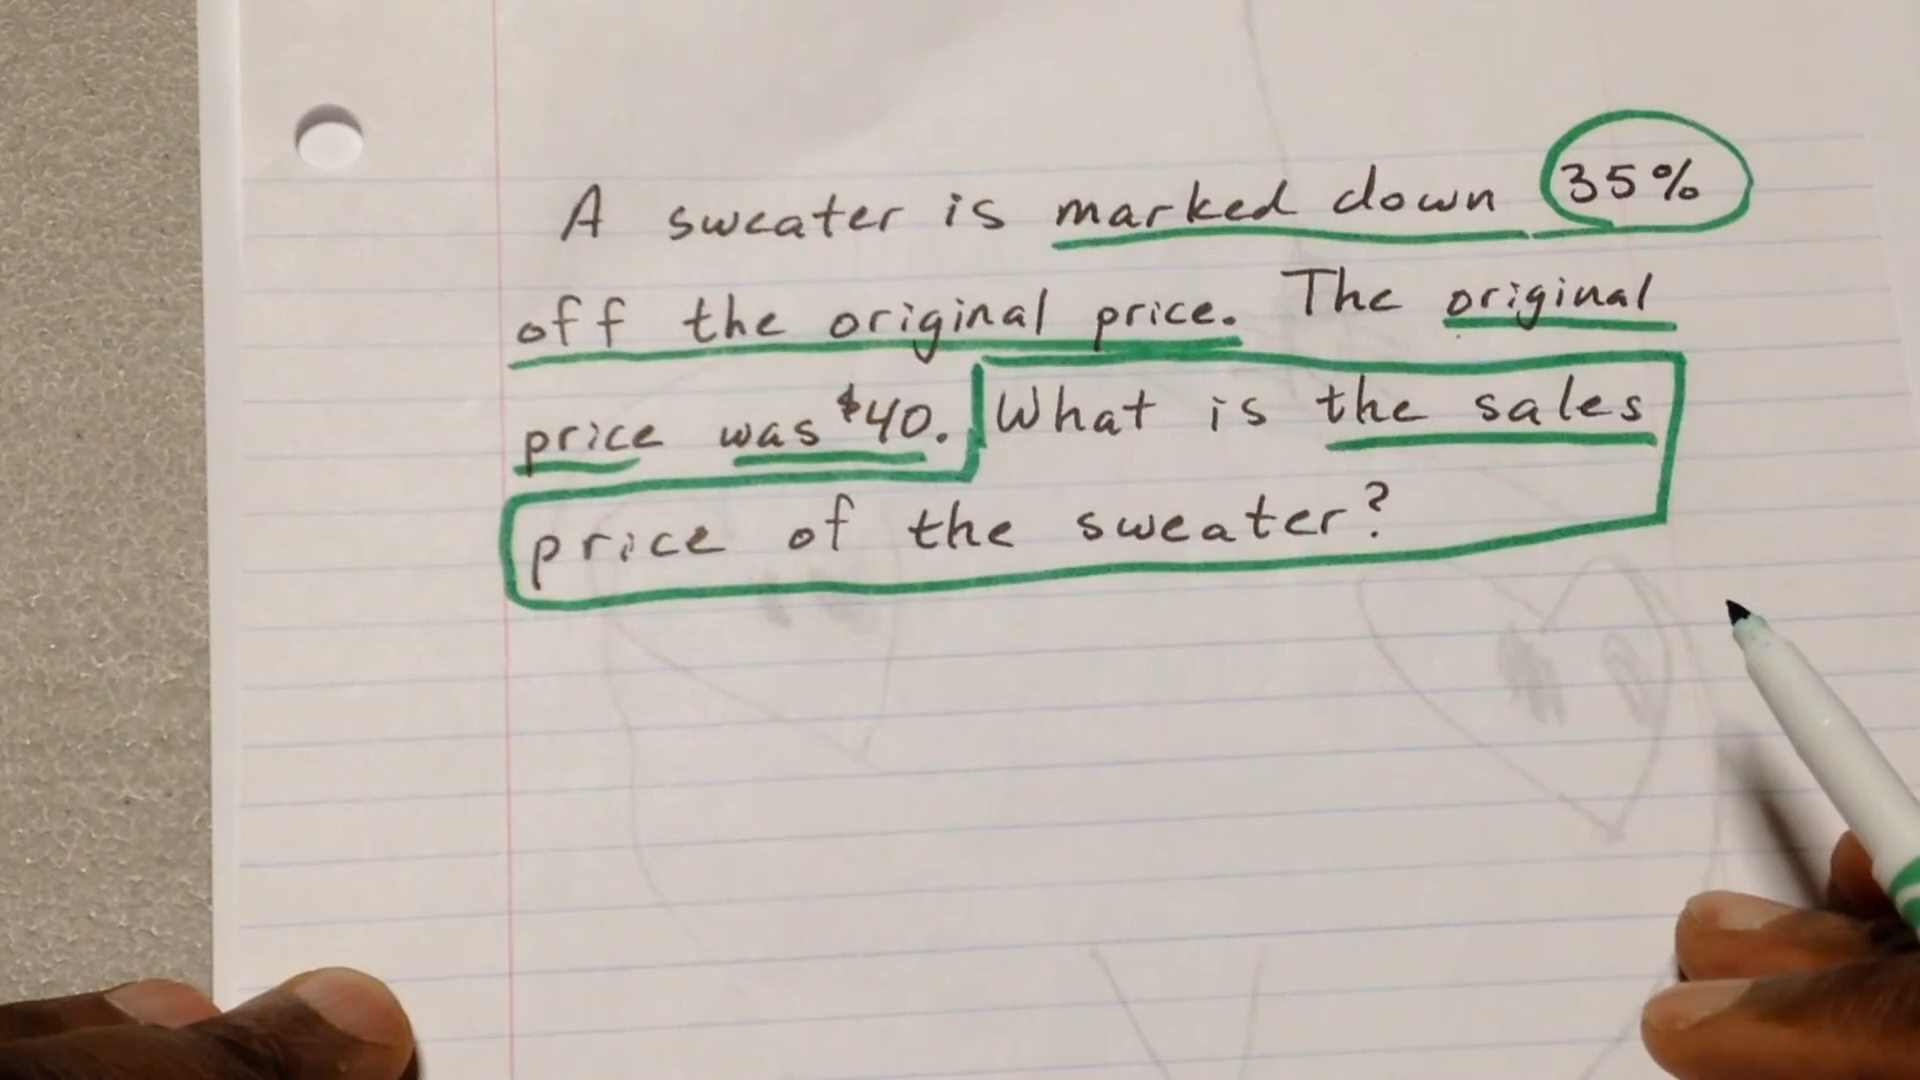 A sweater is marked down 35%
off the original price. The original
price was $40. What is the sales
price of the sweater?